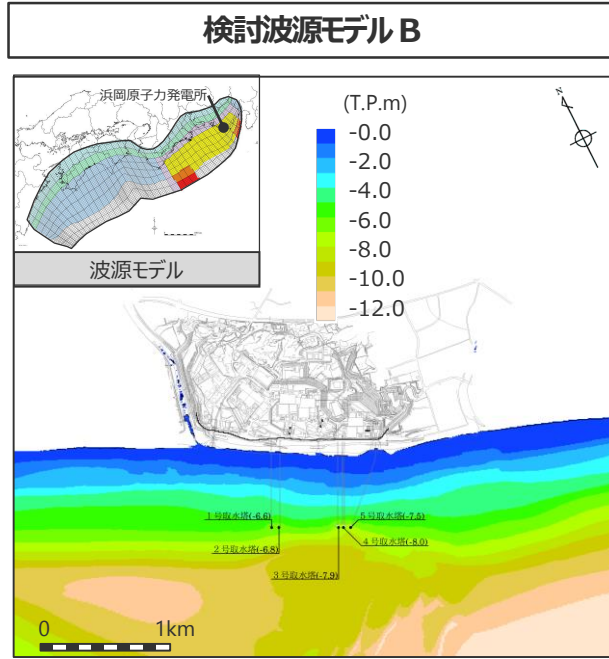 検討波源モデルB
浜岡原子力発電所
波源モデル
N
(T.P.m)
-0.0
-2.0
-4.0
-6.0
-8.0
-10.0
-12.0
1号取水塔(-6.6)
2号取水塔(-6.8)
3号取水塔(-7.9)
5号取水塔(-7.5)
4号取水塔(-8.0)
0 1km